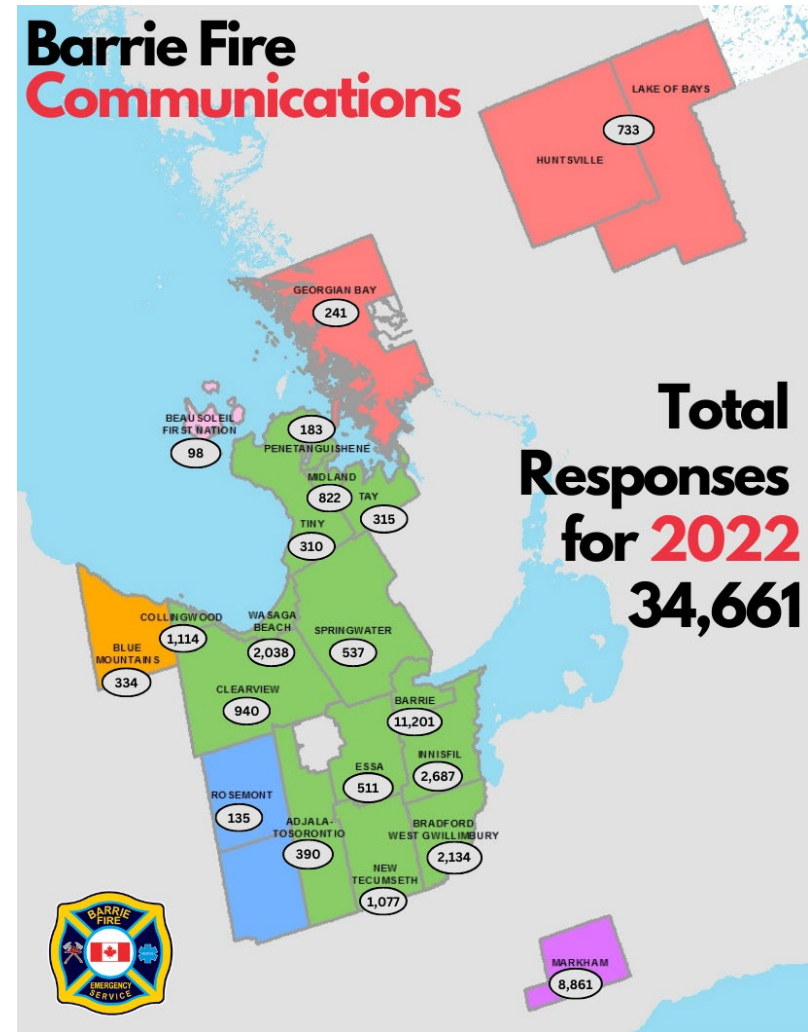 Barrie Fire
Communications
LAKE OF BAYS
733
HUNTSVILLE
GEORGIAN BAY
241
BEAUSOLEIL
FIRST NATION
98
183
PENETANGUISHENE
MIDLAND
822
TAY
315
TINY
310
Total
Responses
for 2022
34,661
COLLINGWOOD
1,114
WASAGA
BEACH
2,038
SPRINGWATER
537
BLUE
MOUNTAINS
334
CLEARVIEW
940
BARRIE
11,201
INNISFIL
2,687
ESSA
511
ROSEMONT
135
ADJALA-
TOSORONTIO
390
BRADFORD
WEST GWILLIMBURY
2,134
NEW
TECUMSETH
1,077
BARRIE
FIRE
EMERGENCY
SERVICE
MARKHAM
8,861